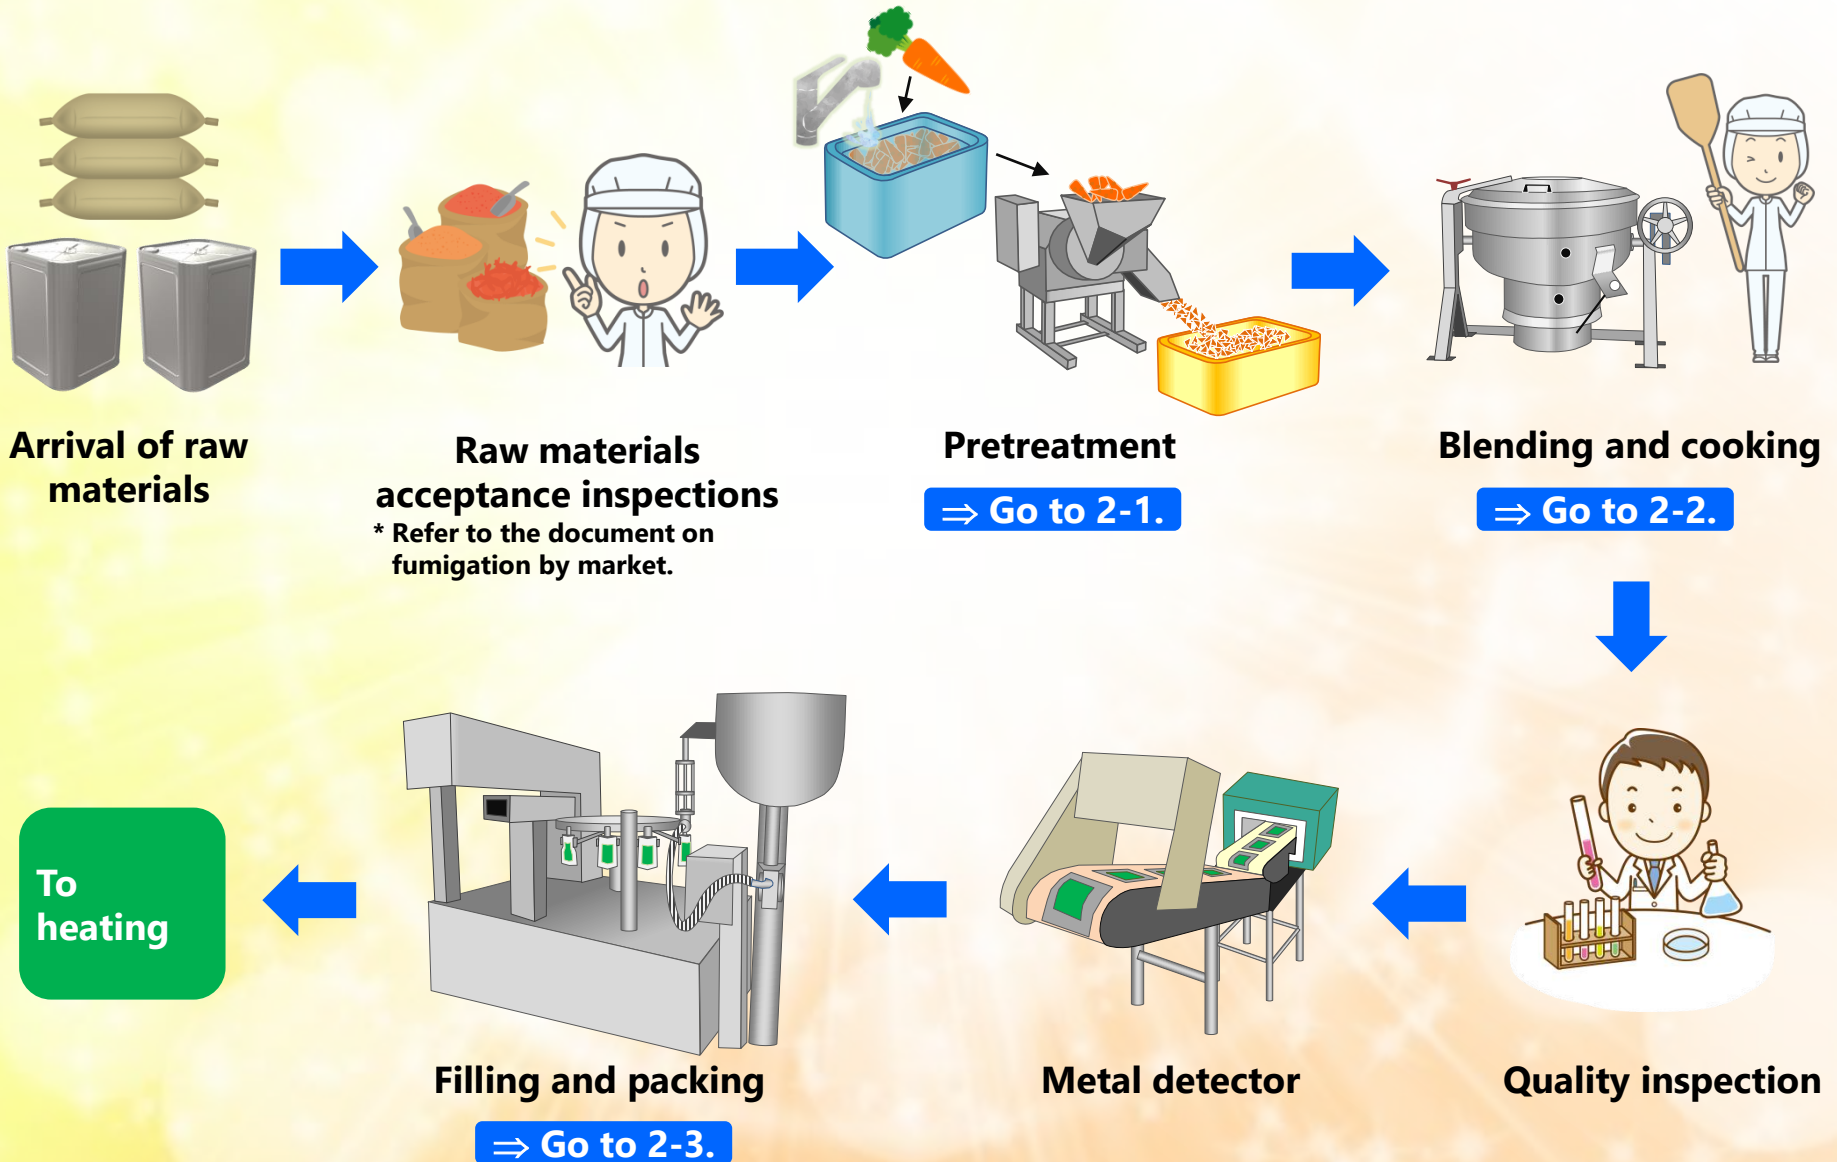 Arrival of raw
materials
Raw materials
acceptance inspections
* Refer to the document on
fumigation by market.
Pretreatment
⇒ Go to 2-1.
Blending and cooking
⇒ Go to 2-2.
Quality inspection
Metal detector
Filling and packing
⇒ Go to 2-3.
To
heating